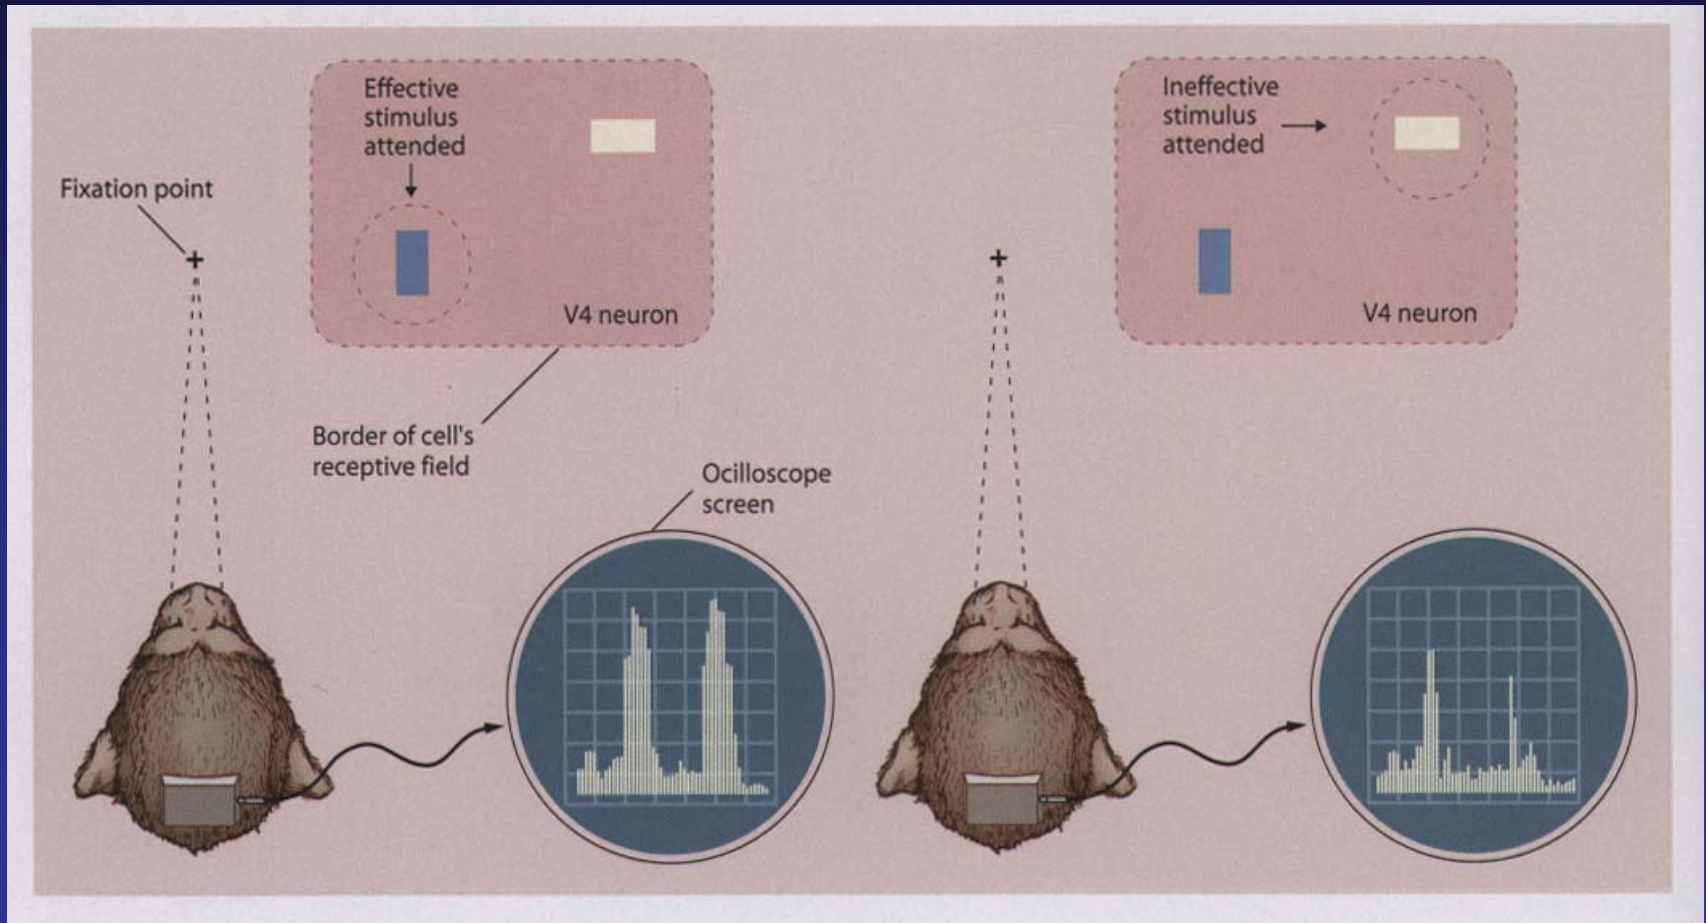 Effective
stimulus
attended
Fixation point
+
V4 neuron
Border of cell's
receptive field
Ocilloscope
screen
Ineffective
stimulus
attended
+
V4 neuron